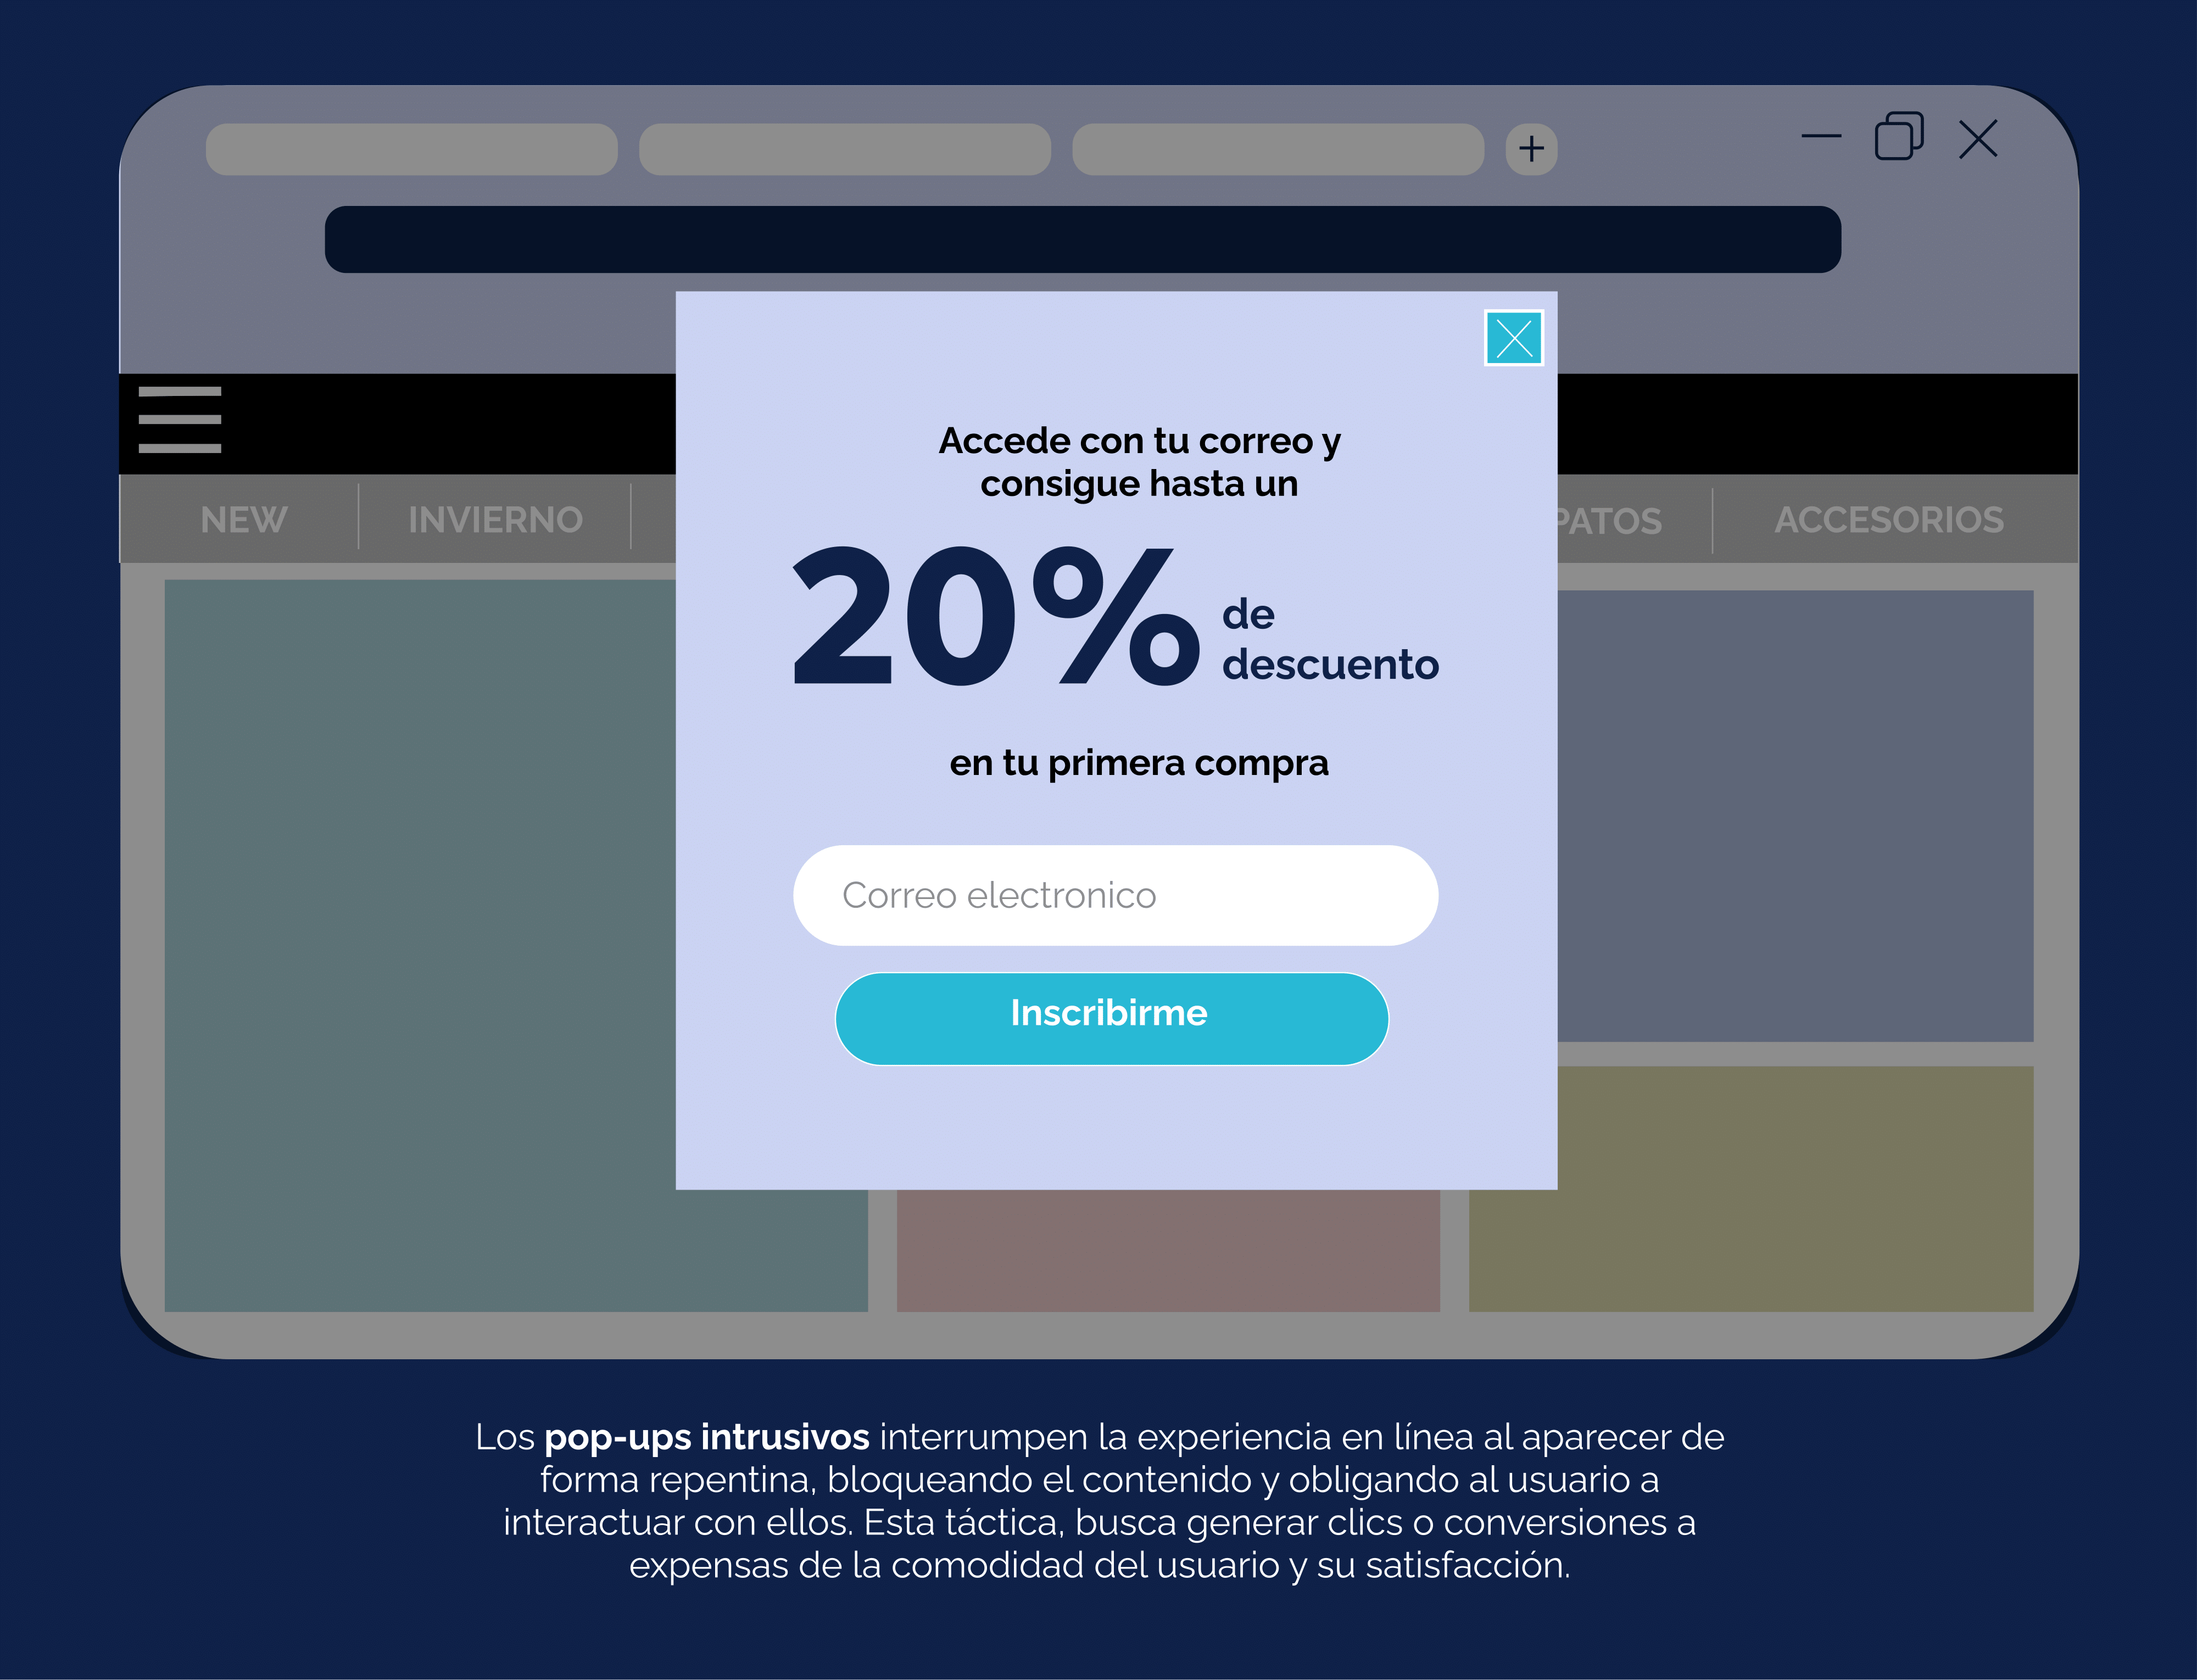 Accede con tu correo y
consigue hasta un
NEW
INVIERNO
PATOS
ACCESORIOS
20% de
descuento
en tu primera compra
Correo electronico
Inscribirme
Los pop-ups intrusivos interrumpen la experiencia en línea al aparecer de
forma repentina, bloqueando el contenido y obligando al usuario a
interactuar con ellos. Esta táctica, busca generar clics o conversiones a
expensas de la comodidad del usuario y su satisfacción.